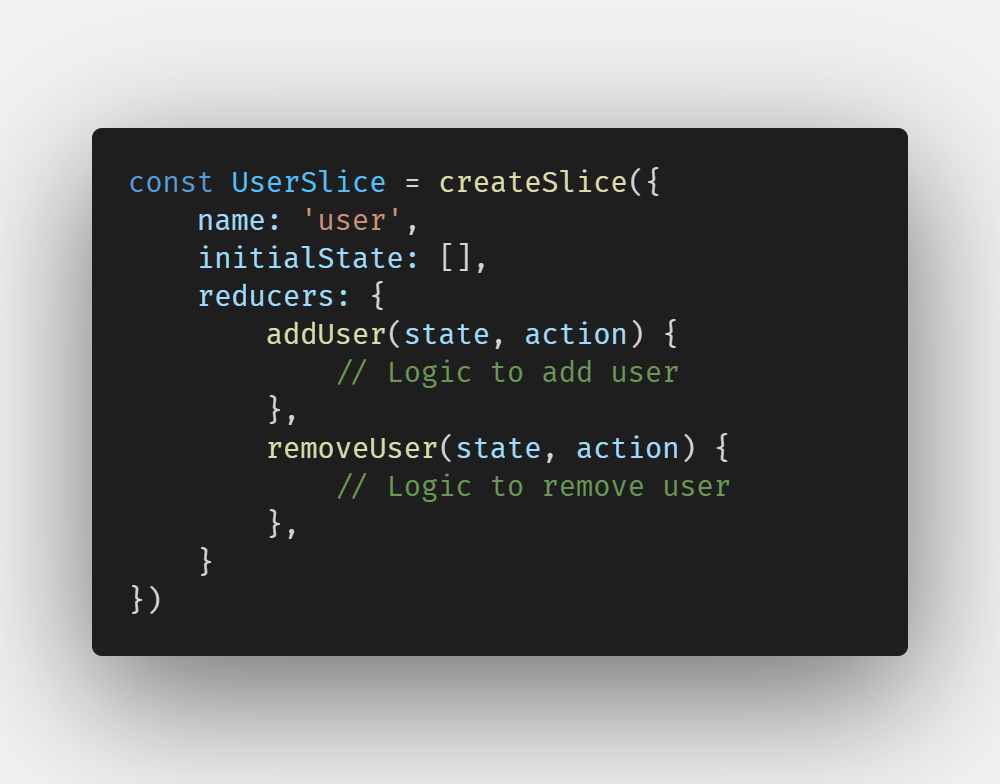 const UserSlice = createSlice({
    name: 'user',
    initialState: [],
    reducers: {
        addUser(state, action) {
            // Logic to add user
        },
        removeUser(state, action) {
            // Logic to remove user
        },
    }
})